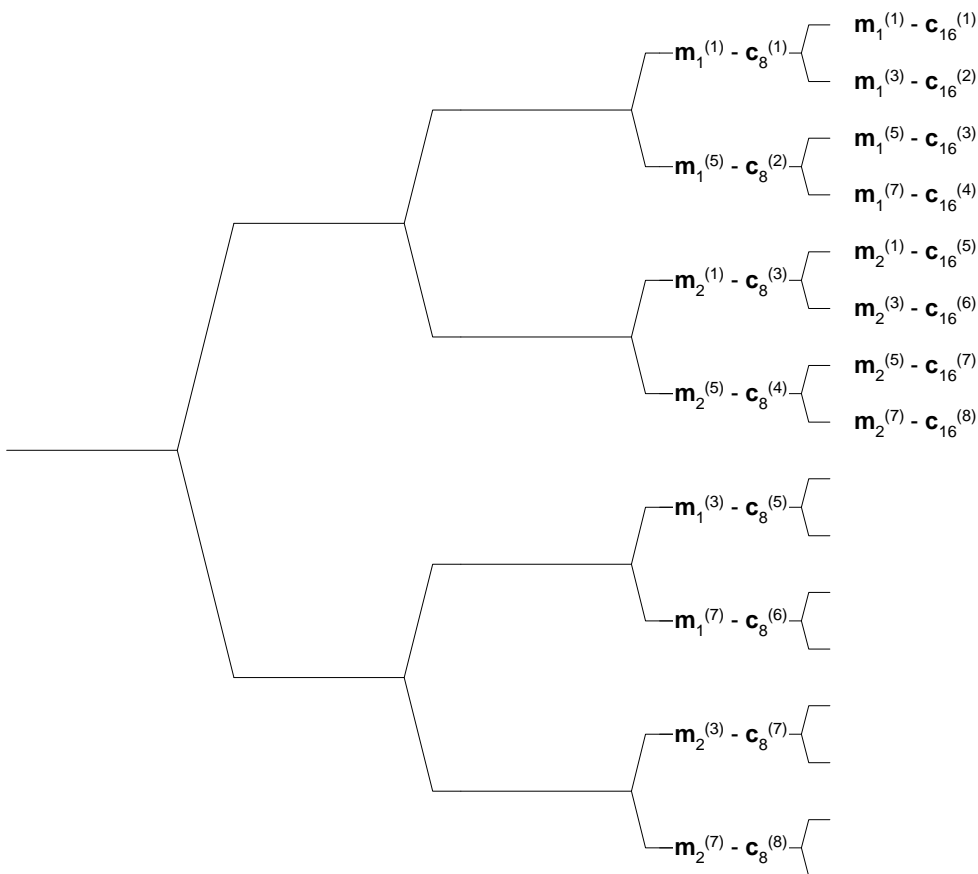 m₁⁽¹⁾ - c₁₆⁽¹⁾
m₁⁽¹⁾ - c₈⁽¹⁾
m₁⁽³⁾ - c₁₆⁽²⁾
m₁⁽⁵⁾ - c₁₆⁽³⁾
m₁⁽⁵⁾ - c₈⁽²⁾
m₁⁽⁷⁾ - c₁₆⁽⁴⁾
m₂⁽¹⁾ - c₁₆⁽⁵⁾
m₂⁽¹⁾ - c₈⁽³⁾
m₂⁽³⁾ - c₁₆⁽⁶⁾
m₂⁽⁵⁾ - c₁₆⁽⁷⁾
m₂⁽⁵⁾ - c₈⁽⁴⁾
m₂⁽⁷⁾ - c₁₆⁽⁸⁾
m₁⁽³⁾ - c₈⁽⁵⁾
m₁⁽⁷⁾ - c₈⁽⁶⁾
m₂⁽³⁾ - c₈⁽⁷⁾
m₂⁽⁷⁾ - c₈⁽⁸⁾